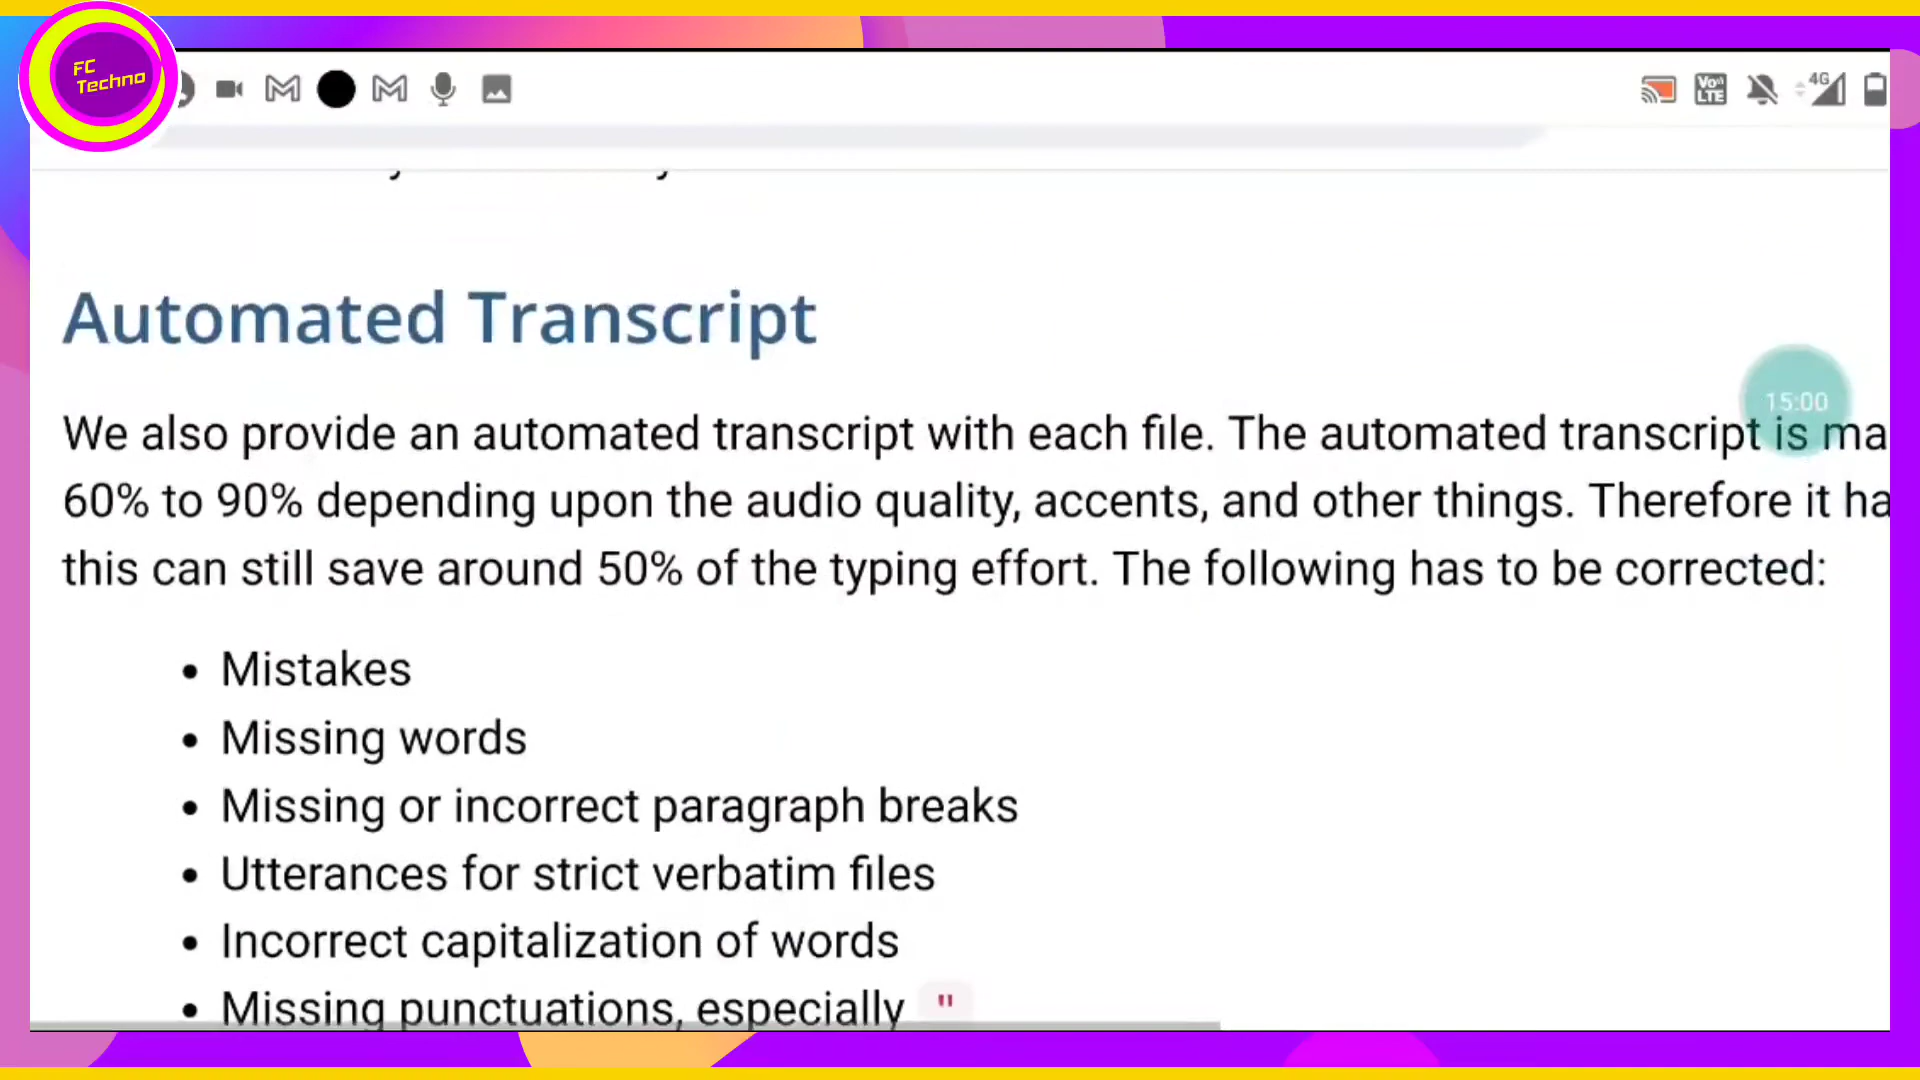 FC
Techno
Vo
LTE
4G
Automated Transcript
15:00
We also provide an automated transcript with each file. The automated transcript is ma
60% to 90% depending upon the audio quality, accents, and other things. Therefore it ha
this can still save around 50% of the typing effort. The following has to be corrected:
• Mistakes
• Missing words
• Missing or incorrect paragraph breaks
• Utterances for strict verbatim files
• Incorrect capitalization of words
• Missing punctuations, especially "